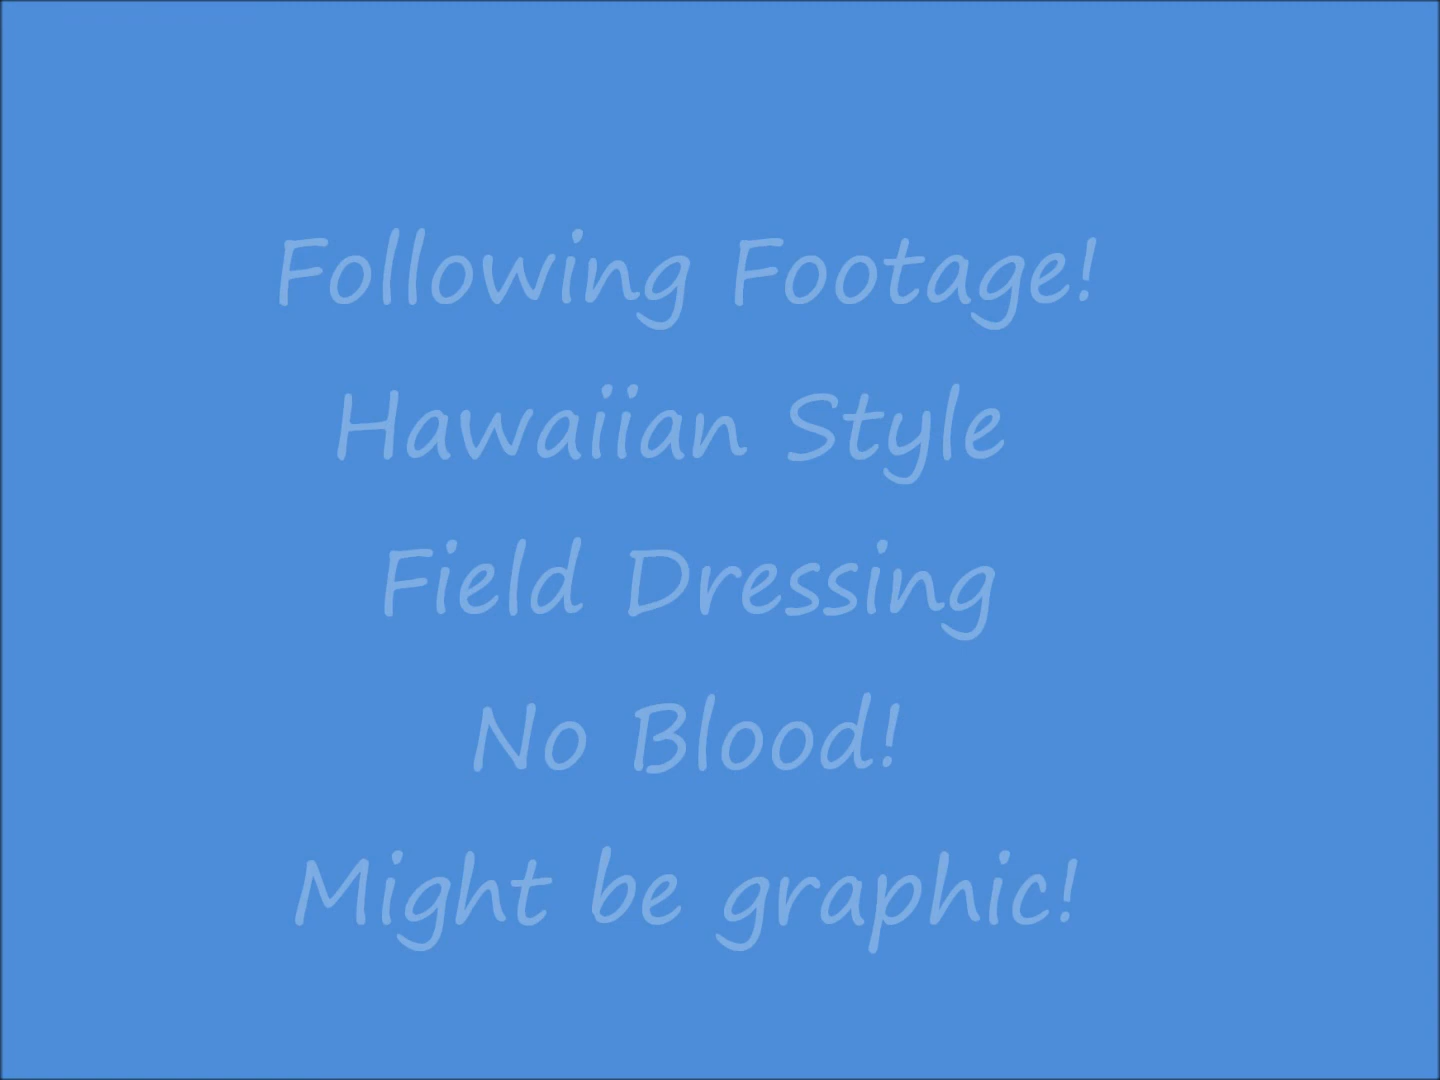 Following Footage!
Hawaiian Style
Field Dressing
No Blood!
Might be graphic!